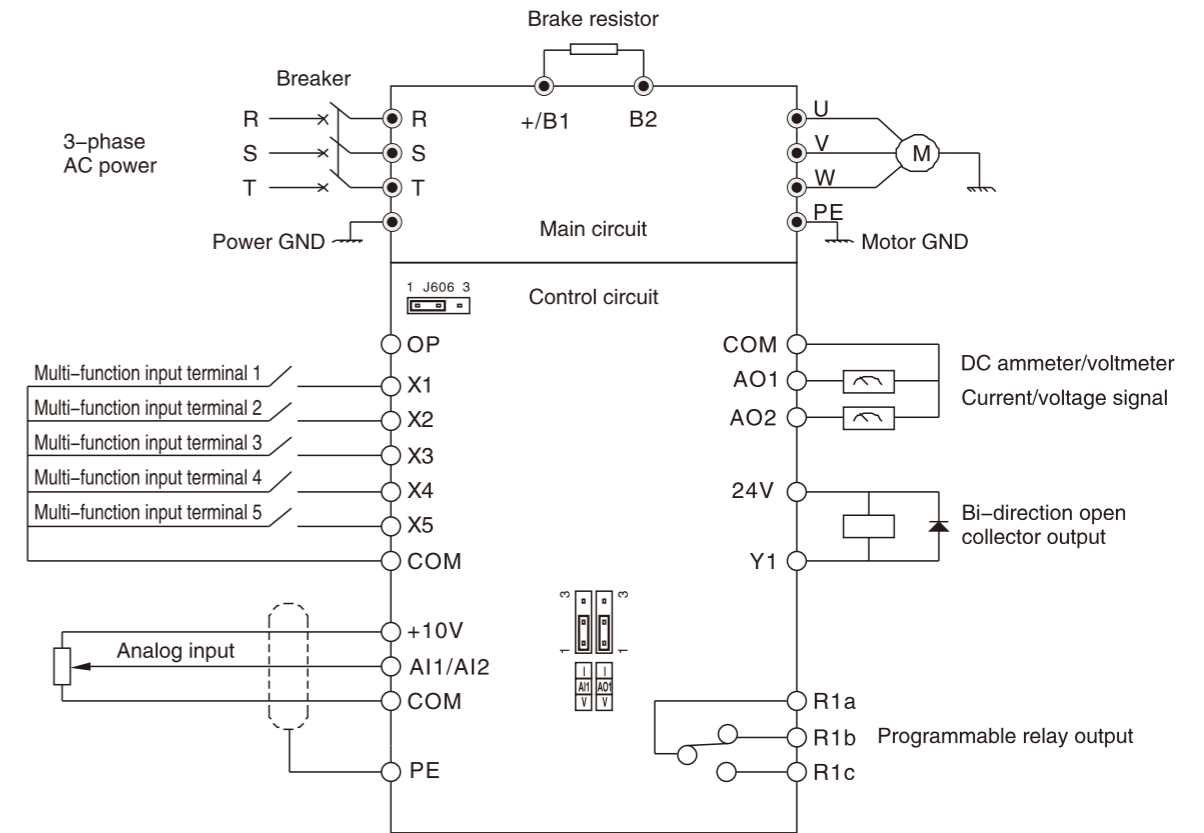 Brake resistor
Breaker
R
S
T
3–phase
AC power
R
S
T
+/B1
B2
U
V
W
M
PE
Power GND
Main circuit
Motor GND
1 J606 3
Control circuit
OP
Multi–function input terminal 1
X1
Multi–function input terminal 2
X2
Multi–function input terminal 3
X3
Multi–function input terminal 4
X4
Multi–function input terminal 5
X5
COM
COM
AO1
AO2
DC ammeter/voltmeter
Current/voltage signal
24V
Y1
Bi–direction open
collector output
+10V
Analog input
AI1/AI2
COM
PE
3
3
1
1
I
I
AI1
AO1
V
V
R1a
R1b
R1c
Programmable relay output